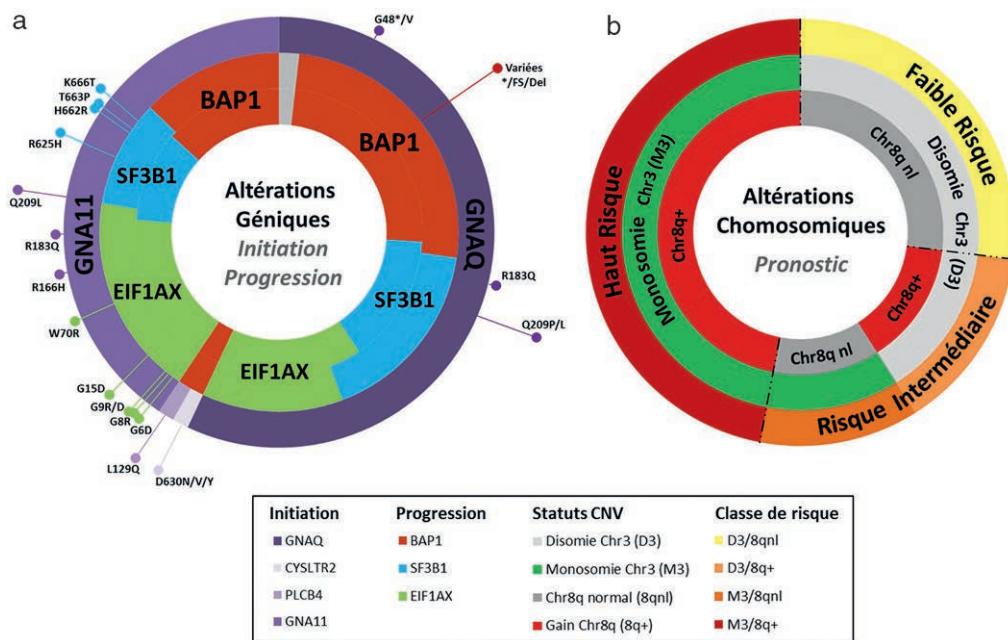 a
G48*/V
Variées
*/FS/Del
K666T
T663P
H662R
R625H
Q209L
R183Q
R166H
W70R
G15D
G9R/D
G8R
G6D
L129Q
D630N/V/Y
R183Q
Q209P/L
BAP1
BAP1
SF3B1
SF3B1
EIF1AX
EIF1AX
GNA11
GNAQ
Altérations
Géniques
Initiation
Progression
b
Faible Risque
Haut Risque
Risque Intermédiaire
Disomie Chr3 (D3)
Monosomie Chr3 (M3)
Chr8q nl
Chr8q+
Chr8q+
Chr8q nl
Altérations
Chomosomiques
Pronostic
Initiation
GNAQ
CYSLTR2
PLCB4
GNA11
Progression
BAP1
SF3B1
EIF1AX
Statuts CNV
Disomie Chr3 (D3)
Monosomie Chr3 (M3)
Chr8q normal (8qnl)
Gain Chr8q (8q+)
Classe de risque
D3/8qnl
D3/8q+
M3/8qnl
M3/8q+